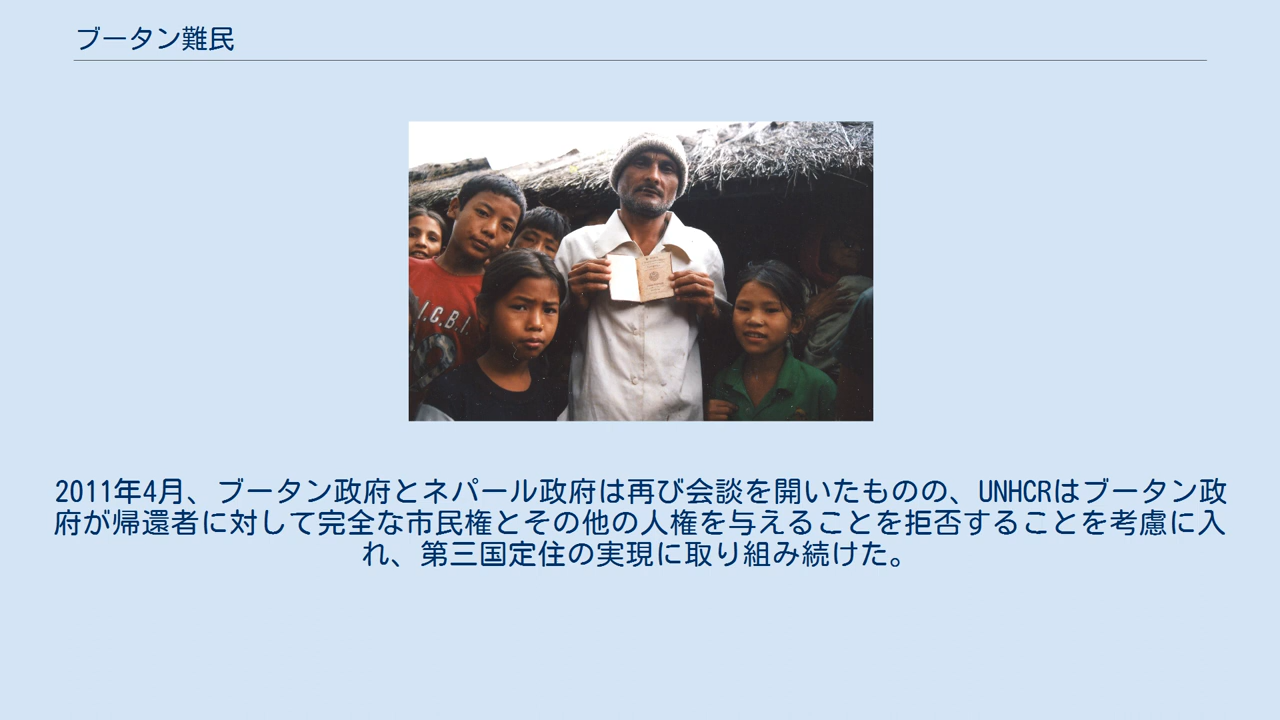 ブータン難民
I.C.B.I.
2011年4月、ブータン政府とネパール政府は再び会談を開いたものの、UNHCRはブータン政
府が帰還者に対して完全な市民権とその他の人権を与えることを拒否することを考慮に入
れ、第三国定住の実現に取り組み続けた。